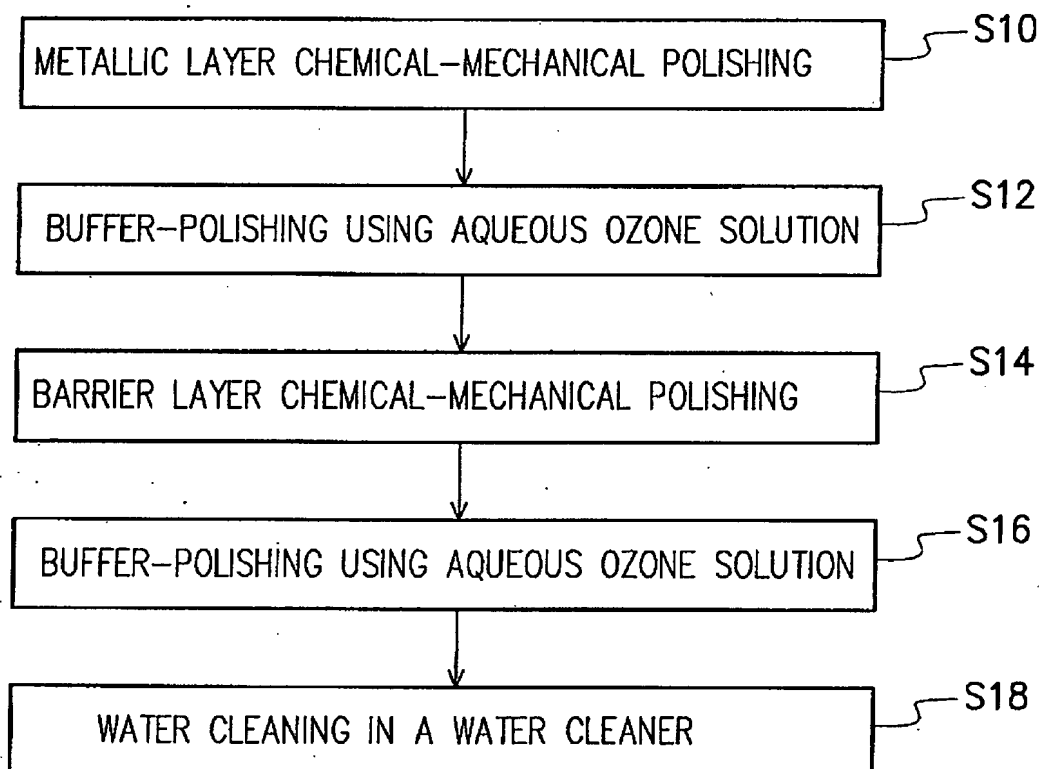 METALLIC LAYER CHEMICAL-MECHANICAL POLISHING
S10
BUFFER-POLISHING USING AQUEOUS OZONE SOLUTION
S12
BARRIER LAYER CHEMICAL-MECHANICAL POLISHING
S14
BUFFER-POLISHING USING AQUEOUS OZONE SOLUTION
S16
WATER CLEANING IN A WATER CLEANER
S18